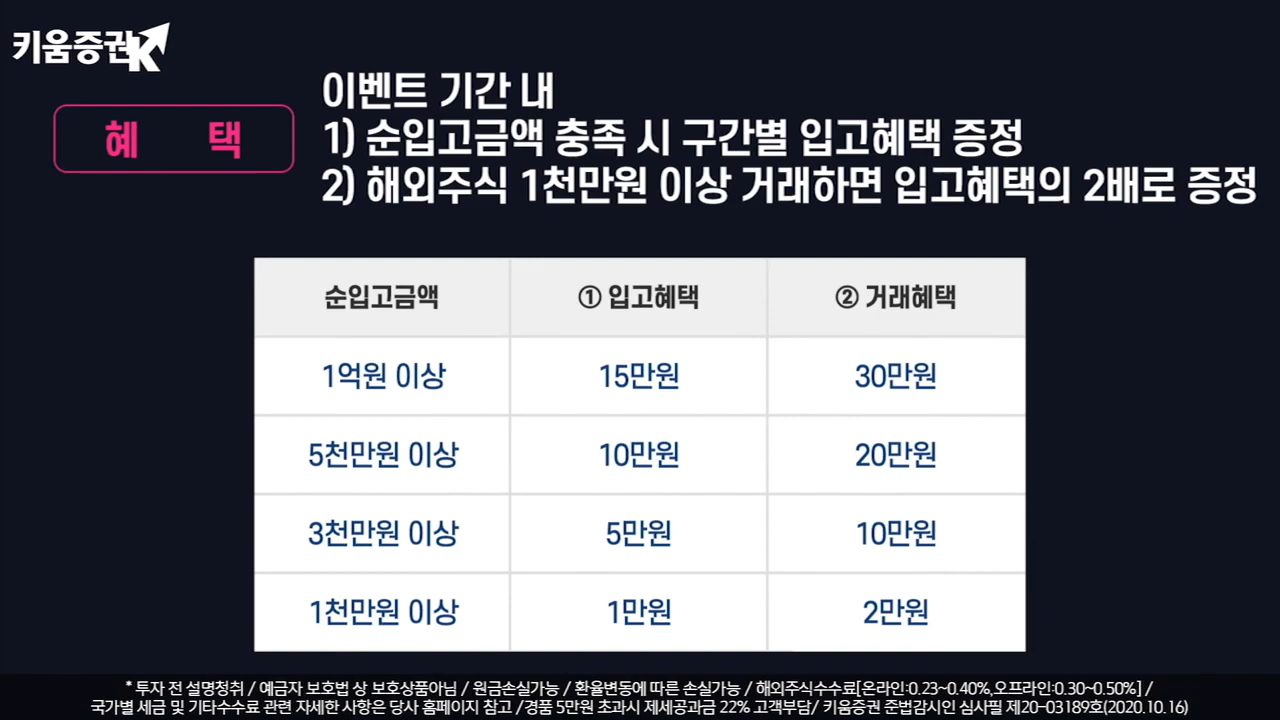 키움증권
혜 택
이벤트 기간 내
1) 순입고금액 충족 시 구간별 입고혜택 증정
2) 해외주식 1천만원 이상 거래하면 입고혜택의 2배로 증정
순입고금액 ① 입고혜택 ② 거래혜택
1억원 이상 15만원 30만원
5천만원 이상 10만원 20만원
3천만원 이상 5만원 10만원
1천만원 이상 1만원 2만원
* 투자 전 설명청취 / 예금자 보호법 상 보호상품아님 / 원금손실가능 / 환율변동에 따른 손실가능 / 해외주식수수료[온라인:0.23~0.40%,오프라인:0.30~0.50%] /
국가별 세금 및 기타수수료 관련 자세한 사항은 당사 홈페이지 참고 /경품 5만원 초과시 제세공과금 22% 고객부담/ 키움증권 준법감시인 심사필 제20-03189호(2020.10.16)